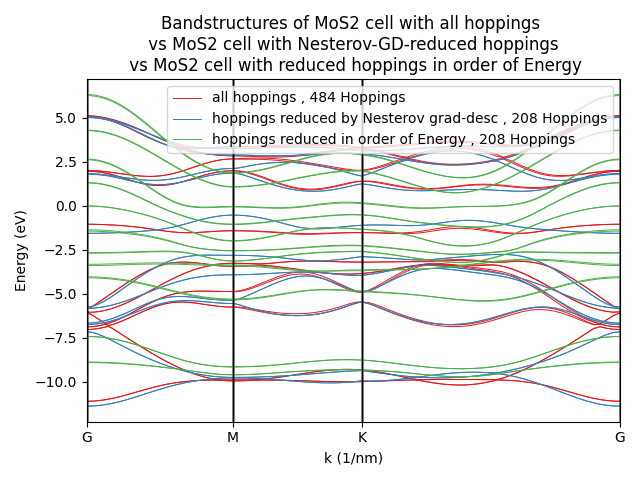 Bandstructures of MoS2 cell with all hoppings
vs MoS2 cell with Nesterov-GD-reduced hoppings
vs MoS2 cell with reduced hoppings in order of Energy
all hoppings , 484 Hoppings
hoppings reduced by Nesterov grad-desc , 208 Hoppings
hoppings reduced in order of Energy , 208 Hoppings
Energy (eV)
5.0
2.5
0.0
−2.5
−5.0
−7.5
−10.0
G M K G
k (1/nm)